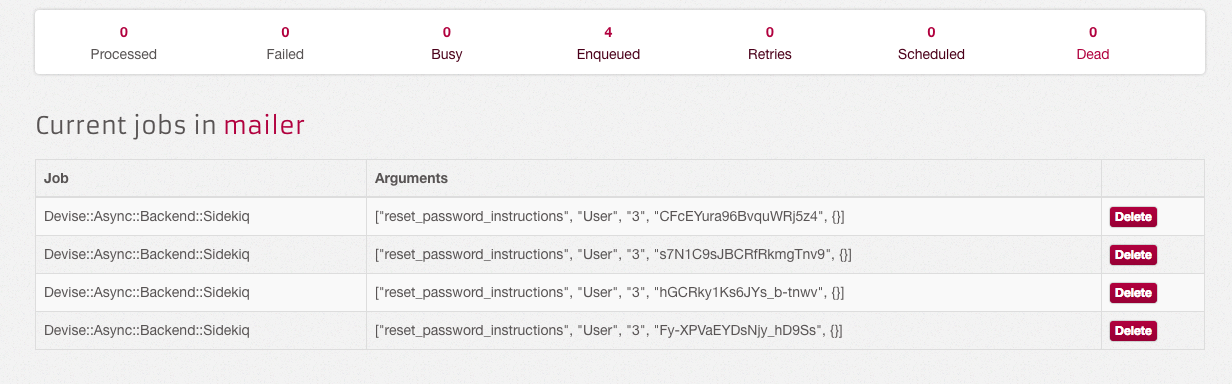 0 0 0 4 0 0 0
Processed Failed Busy Enqueued Retries Scheduled Dead
Current jobs in mailer
Job Arguments
Devise::Async::Backend::Sidekiq ["reset_password_instructions", "User", "3", "CFcEYura96BvquWRj5z4", {}] Delete
Devise::Async::Backend::Sidekiq ["reset_password_instructions", "User", "3", "s7N1C9sJBCRfRkmgTnv9", {}] Delete
Devise::Async::Backend::Sidekiq ["reset_password_instructions", "User", "3", "hGCRky1Ks6JYs_b-tnwv", {}] Delete
Devise::Async::Backend::Sidekiq ["reset_password_instructions", "User", "3", "Fy-XPVaEYDsNjy_hD9Ss", {}] Delete